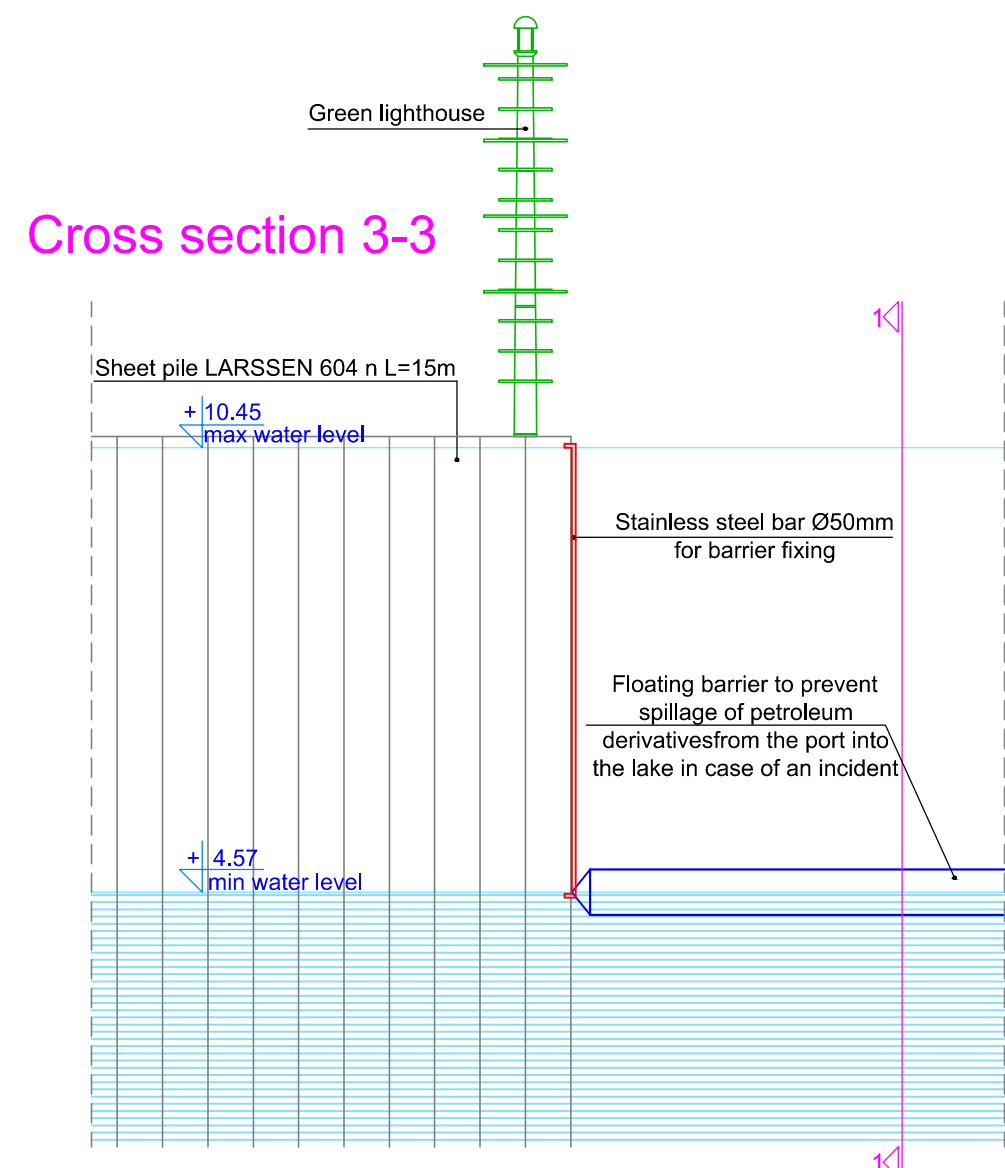 Green lighthouse
Cross section 3-3
1
Sheet pile LARSSEN 604 n L=15m
+ 10.45
max water level
Stainless steel bar Ø50mm
for barrier fixing
Floating barrier to prevent
spillage of petroleum
derivativesfrom the port into
the lake in case of an incident
+ 4.57
min water level
1